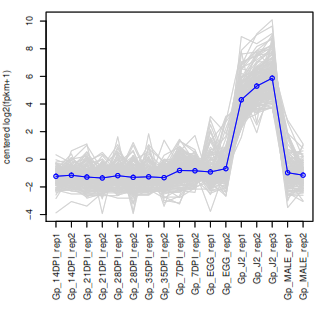 centered log2(fpkm+1)
10
8
6
4
2
0
−2
−4
Gp_14DPI_rep1
Gp_14DPI_rep2
Gp_21DPI_rep1
Gp_21DPI_rep2
Gp_28DPI_rep1
Gp_28DPI_rep2
Gp_35DPI_rep1
Gp_35DPI_rep2
Gp_7DPI_rep1
Gp_7DPI_rep2
Gp_EGG_rep1
Gp_EGG_rep2
Gp_J2_rep1
Gp_J2_rep2
Gp_J2_rep3
Gp_MALE_rep1
Gp_MALE_rep2